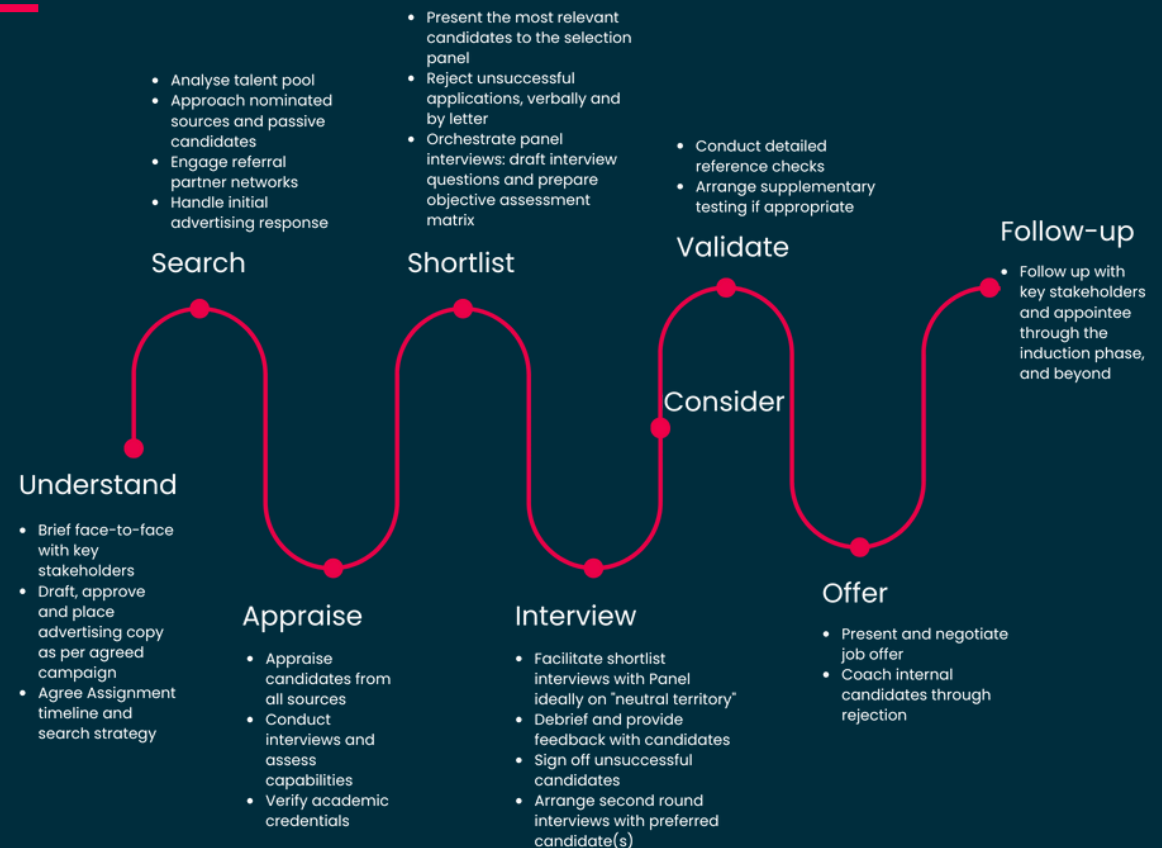 Understand
• Brief face-to-face
with key
stakeholders
• Draft, approve
and place
advertising copy
as per agreed
campaign
• Agree Assignment
timeline and
search strategy
• Analyse talent pool
• Approach nominated
sources and passive
candidates
• Engage referral
partner networks
• Handle initial
advertising response
Search
Appraise
• Appraise
candidates from
all sources
• Conduct
interviews and
assess
capabilities
• Verify academic
credentials
• Present the most relevant
candidates to the selection
panel
• Reject unsuccessful
applications, verbally and
by letter
• Orchestrate panel
interviews: draft interview
questions and prepare
objective assessment
matrix
Shortlist
Interview
• Facilitate shortlist
interviews with Panel
ideally on "neutral territory"
• Debrief and provide
feedback with candidates
• Sign off unsuccessful
candidates
• Arrange second round
interviews with preferred
candidate(s)
Consider
• Conduct detailed
reference checks
• Arrange supplementary
testing if appropriate
Validate
Offer
• Present and negotiate
job offer
• Coach internal
candidates through
rejection
Follow-up
• Follow up with
key stakeholders
and appointee
through the
induction phase,
and beyond